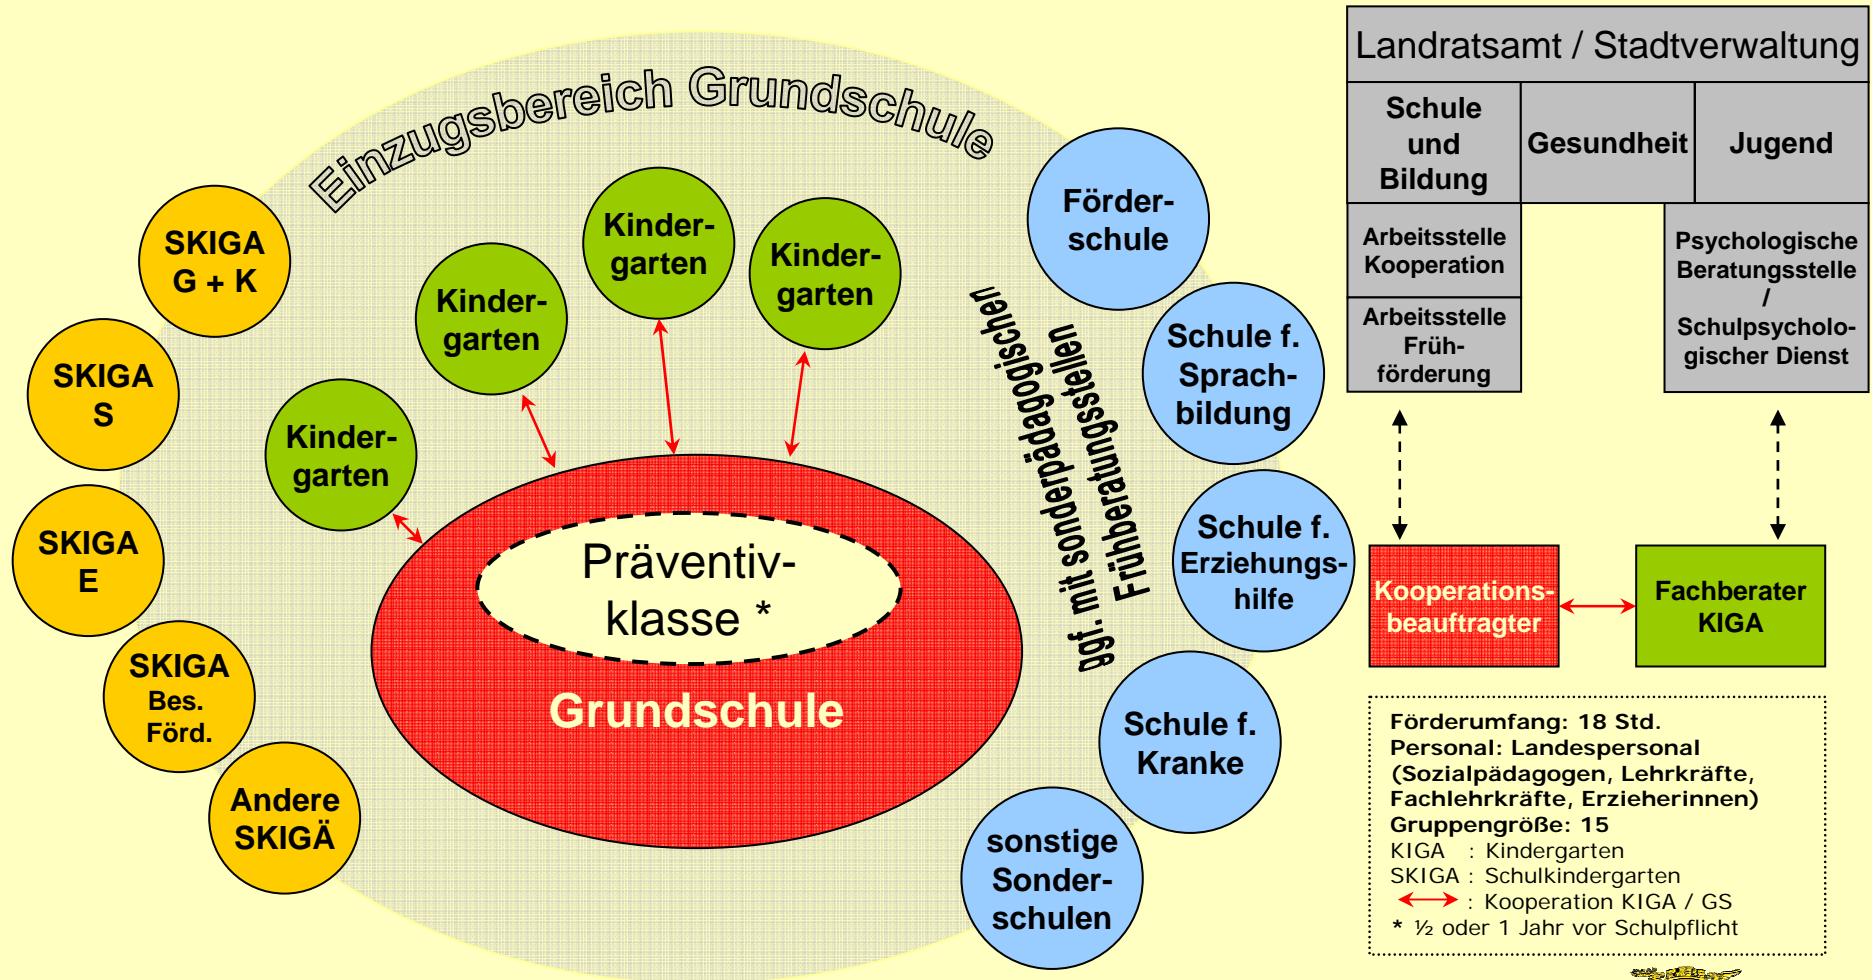 Einzugsbereich Grundschule
SKIGA
G + K
SKIGA
S
SKIGA
E
SKIGA
Bes.
Förd.
Andere
SKIGÄ
Kinder-
garten
Kinder-
garten
Kinder-
garten
Kinder-
garten
Präventiv-
klasse *
Grundschule
ggf. mit sonderpädagogischen
Frühberatungsstellen
Förder-
schule
Schule f.
Sprach-
bildung
Schule f.
Erziehungs-
hilfe
Schule f.
Kranke
sonstige
Sonder-
schulen
Landratsamt / Stadtverwaltung
Schule
und
Bildung
Gesundheit
Jugend
Arbeitsstelle
Kooperation
Arbeitsstelle
Früh-
förderung
Psychologische
Beratungsstelle
/
Schulpsycholo-
gischer Dienst
Kooperations-
beauftragter
Fachberater
KIGA
Förderumfang: 18 Std.
Personal: Landespersonal
(Sozialpädagogen, Lehrkräfte,
Fachlehrkräfte, Erzieherinnen)
Gruppengröße: 15
KIGA : Kindergarten
SKIGA : Schulkindergarten
: Kooperation KIGA / GS
* ½ oder 1 Jahr vor Schulpflicht